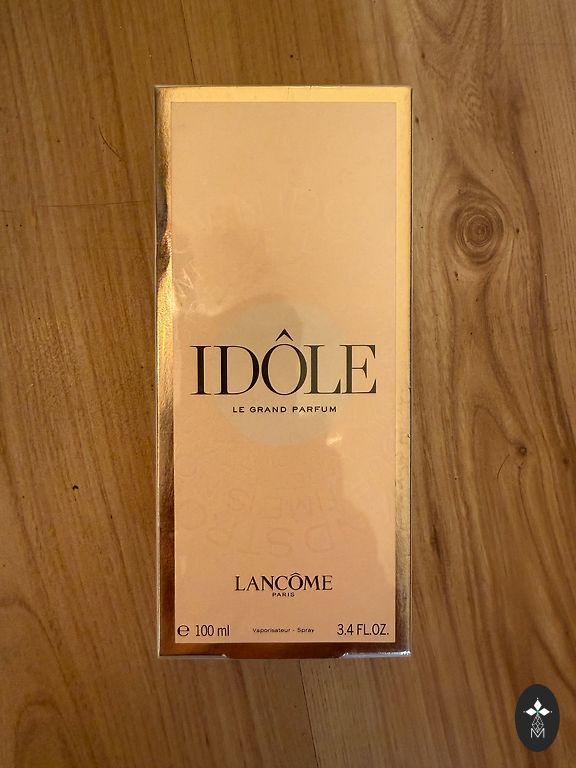 IDÔLE
LE GRAND PARFUM
LANCÔME
PARIS
℮ 100 ml Vaporisateur - Spray 3.4 FL.OZ.
M